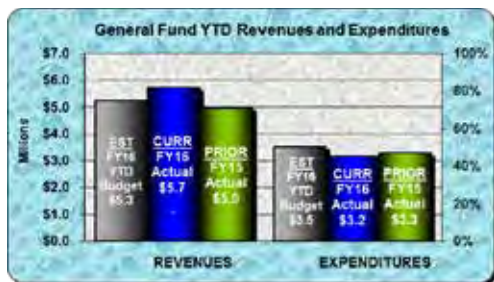 General Fund YTD Revenues and Expenditures
$7.0
$6.0
$5.0
$4.0
$3.0
$2.0
$1.0
$0.0
Millions
100%
80%
60%
40%
20%
0%
EST
FY16
YTD
Budget
$5.3
CURR
FY16
Actual
$5.7
PRIOR
FY15
Actual
$5.0
EST
FY16
YTD
Budget
$3.5
CURR
FY16
Actual
$3.2
PRIOR
FY15
Actual
$3.3
REVENUES
EXPENDITURES